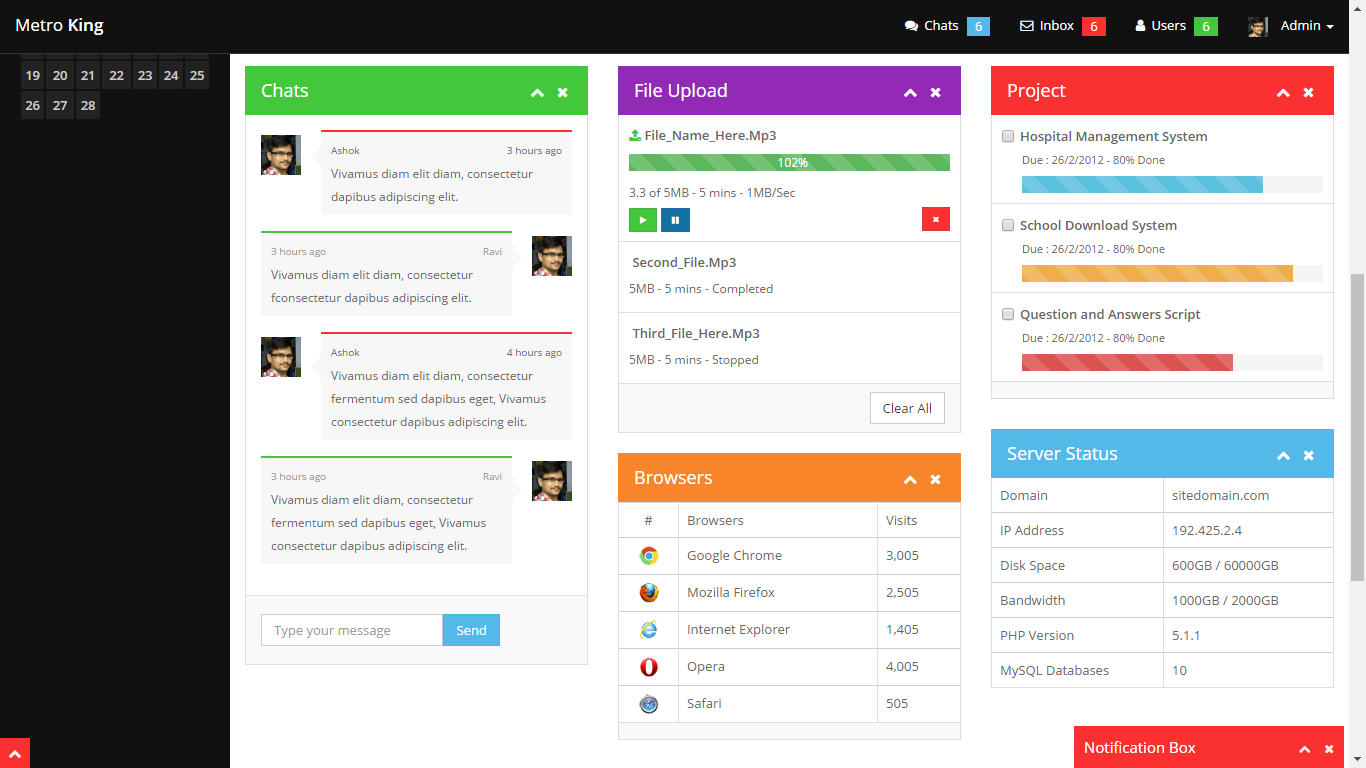 Metro King
Chats 6
Inbox 6
Users 6
Admin
19 20 21 22 23 24 25
26 27 28
Chats
Ashok 3 hours ago
Vivamus diam elit diam, consectetur
dapibus adipiscing elit.
3 hours ago Ravi
Vivamus diam elit diam, consectetur
fconsectetur dapibus adipiscing elit.
Ashok 4 hours ago
Vivamus diam elit diam, consectetur
fermentum sed dapibus eget, Vivamus
consectetur dapibus adipiscing elit.
3 hours ago Ravi
Vivamus diam elit diam, consectetur
fermentum sed dapibus eget, Vivamus
consectetur dapibus adipiscing elit.
Type your message Send
File Upload
File_Name_Here.Mp3
102%
3.3 of 5MB - 5 mins - 1MB/Sec
Second_File.Mp3
5MB - 5 mins - Completed
Third_File_Here.Mp3
5MB - 5 mins - Stopped
Clear All
Browsers
# Browsers Visits
Google Chrome 3,005
Mozilla Firefox 2,505
Internet Explorer 1,405
Opera 4,005
Safari 505
Project
Hospital Management System
Due : 26/2/2012 - 80% Done
School Download System
Due : 26/2/2012 - 80% Done
Question and Answers Script
Due : 26/2/2012 - 80% Done
Server Status
Domain sitedomain.com
IP Address 192.425.2.4
Disk Space 600GB / 60000GB
Bandwidth 1000GB / 2000GB
PHP Version 5.1.1
MySQL Databases 10
Notification Box